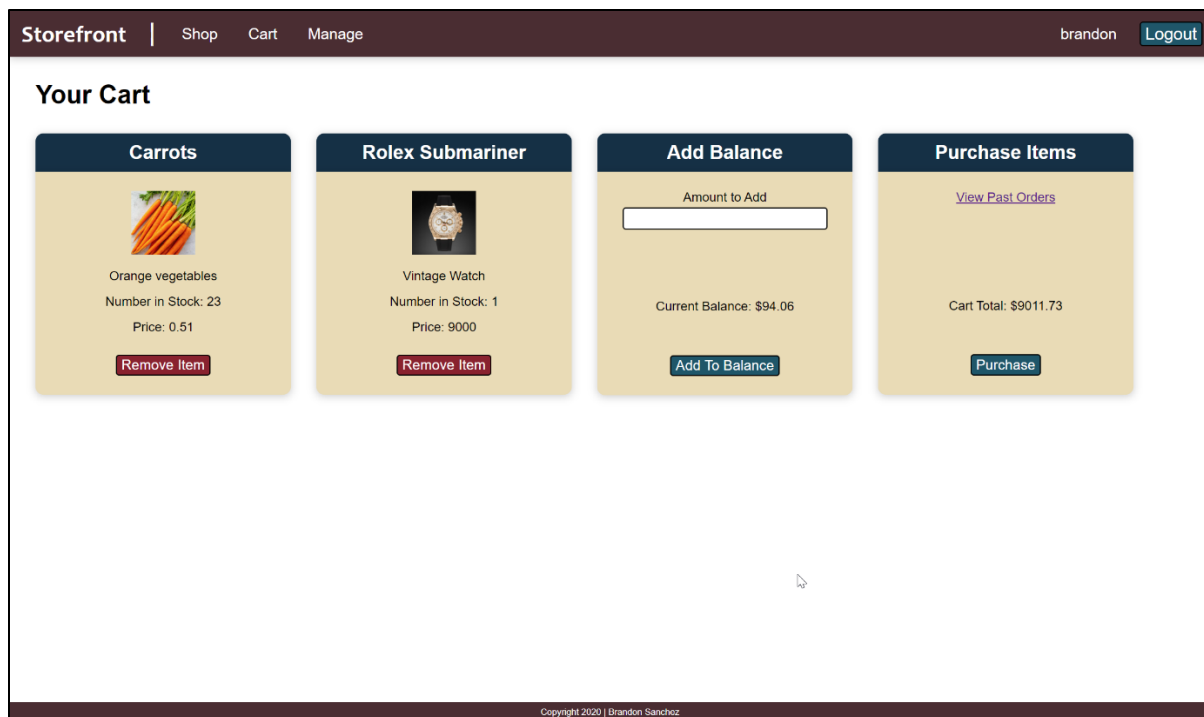 Storefront | Shop Cart Manage brandon Logout
Your Cart
Carrots
Orange vegetables
Number in Stock: 23
Price: 0.51
Remove Item
Rolex Submariner
Vintage Watch
Number in Stock: 1
Price: 9000
Remove Item
Add Balance
Amount to Add
Current Balance: $94.06
Add To Balance
Purchase Items
View Past Orders
Cart Total: $9011.73
Purchase
Copyright 2020 | Brandon Sanchez